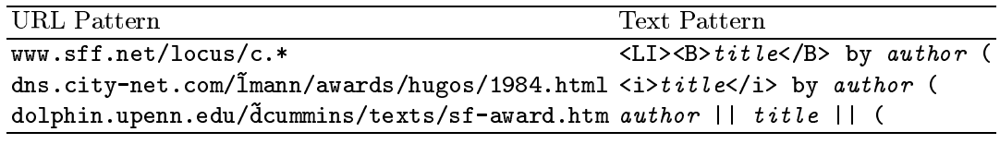 URL Pattern Text Pattern
www.sff.net/locus/c.* <LI><B>title</B> by author (
dns.city-net.com/l̃mann/awards/hugos/1984.html <i>title</i> by author (
dolphin.upenn.edu/d̃cummins/texts/sf-award.htm author || title || (